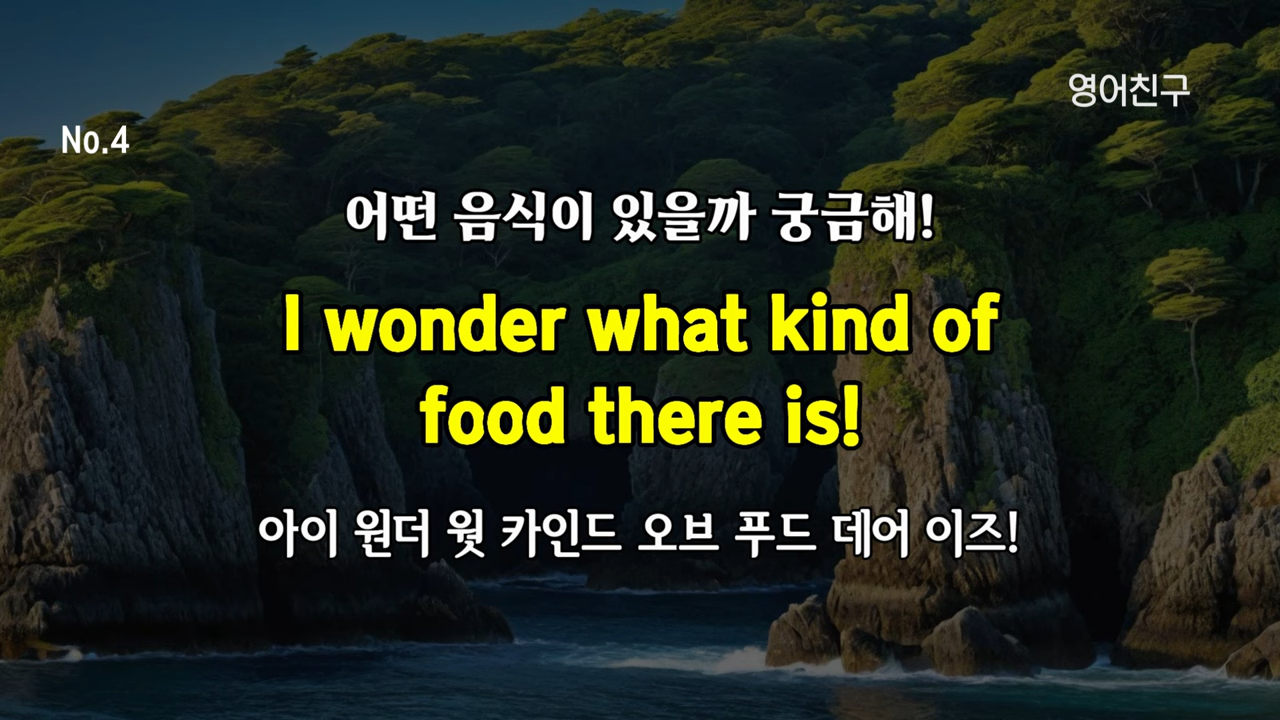 영어친구
No.4
어떤 음식이 있을까 궁금해!
I wonder what kind of
food there is!
아이 원더 웟 카인드 오브 푸드 데어 이즈!